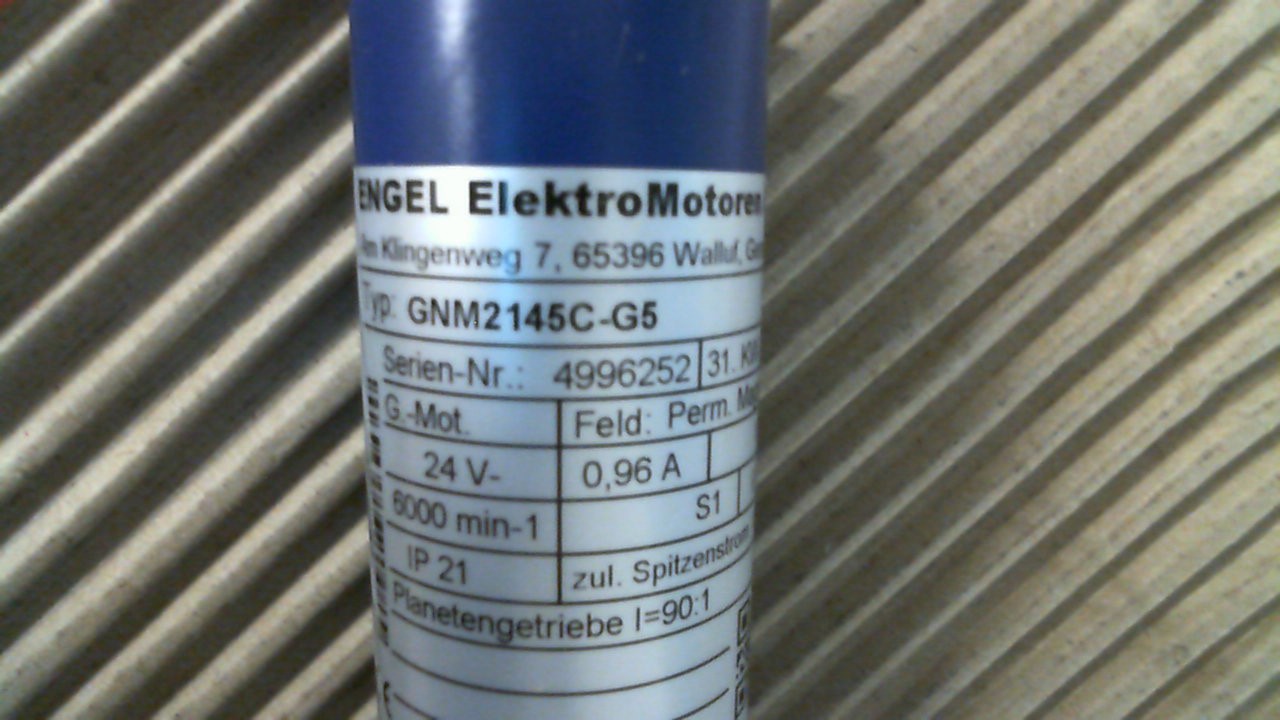 ENGEL ElektroMotoren
Am Klingenweg 7, 65396 Walluf,
Typ: GNM2145C-G5
Serien-Nr.: 4996252 31.
G.-Mot. Feld: Perm.
24 V- 0,96 A
6000 min-1 S1
IP 21 zul. Spitzenstrom
Planetengetriebe I=90:1